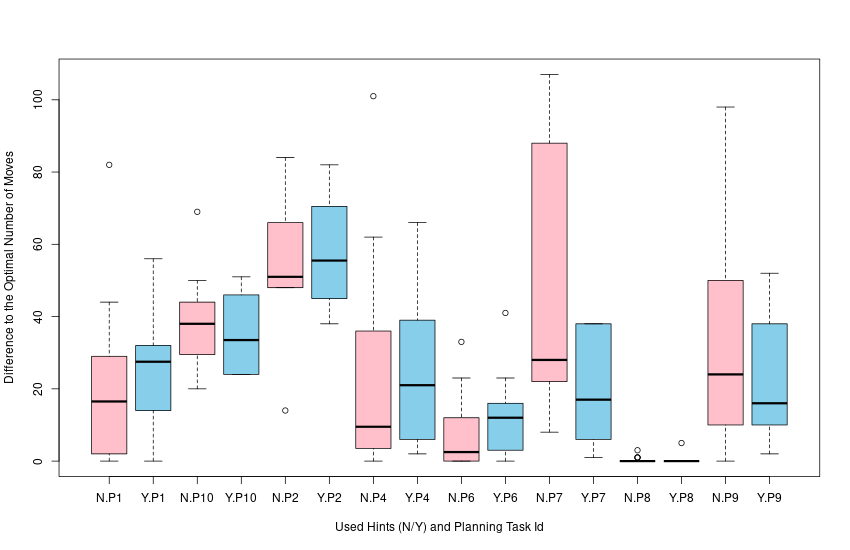 Difference to the Optimal Number of Moves
100
80
60
40
20
0
N.P1 Y.P1 N.P10 Y.P10 N.P2 Y.P2 N.P4 Y.P4 N.P6 Y.P6 N.P7 Y.P7 N.P8 Y.P8 N.P9 Y.P9
Used Hints (N/Y) and Planning Task Id